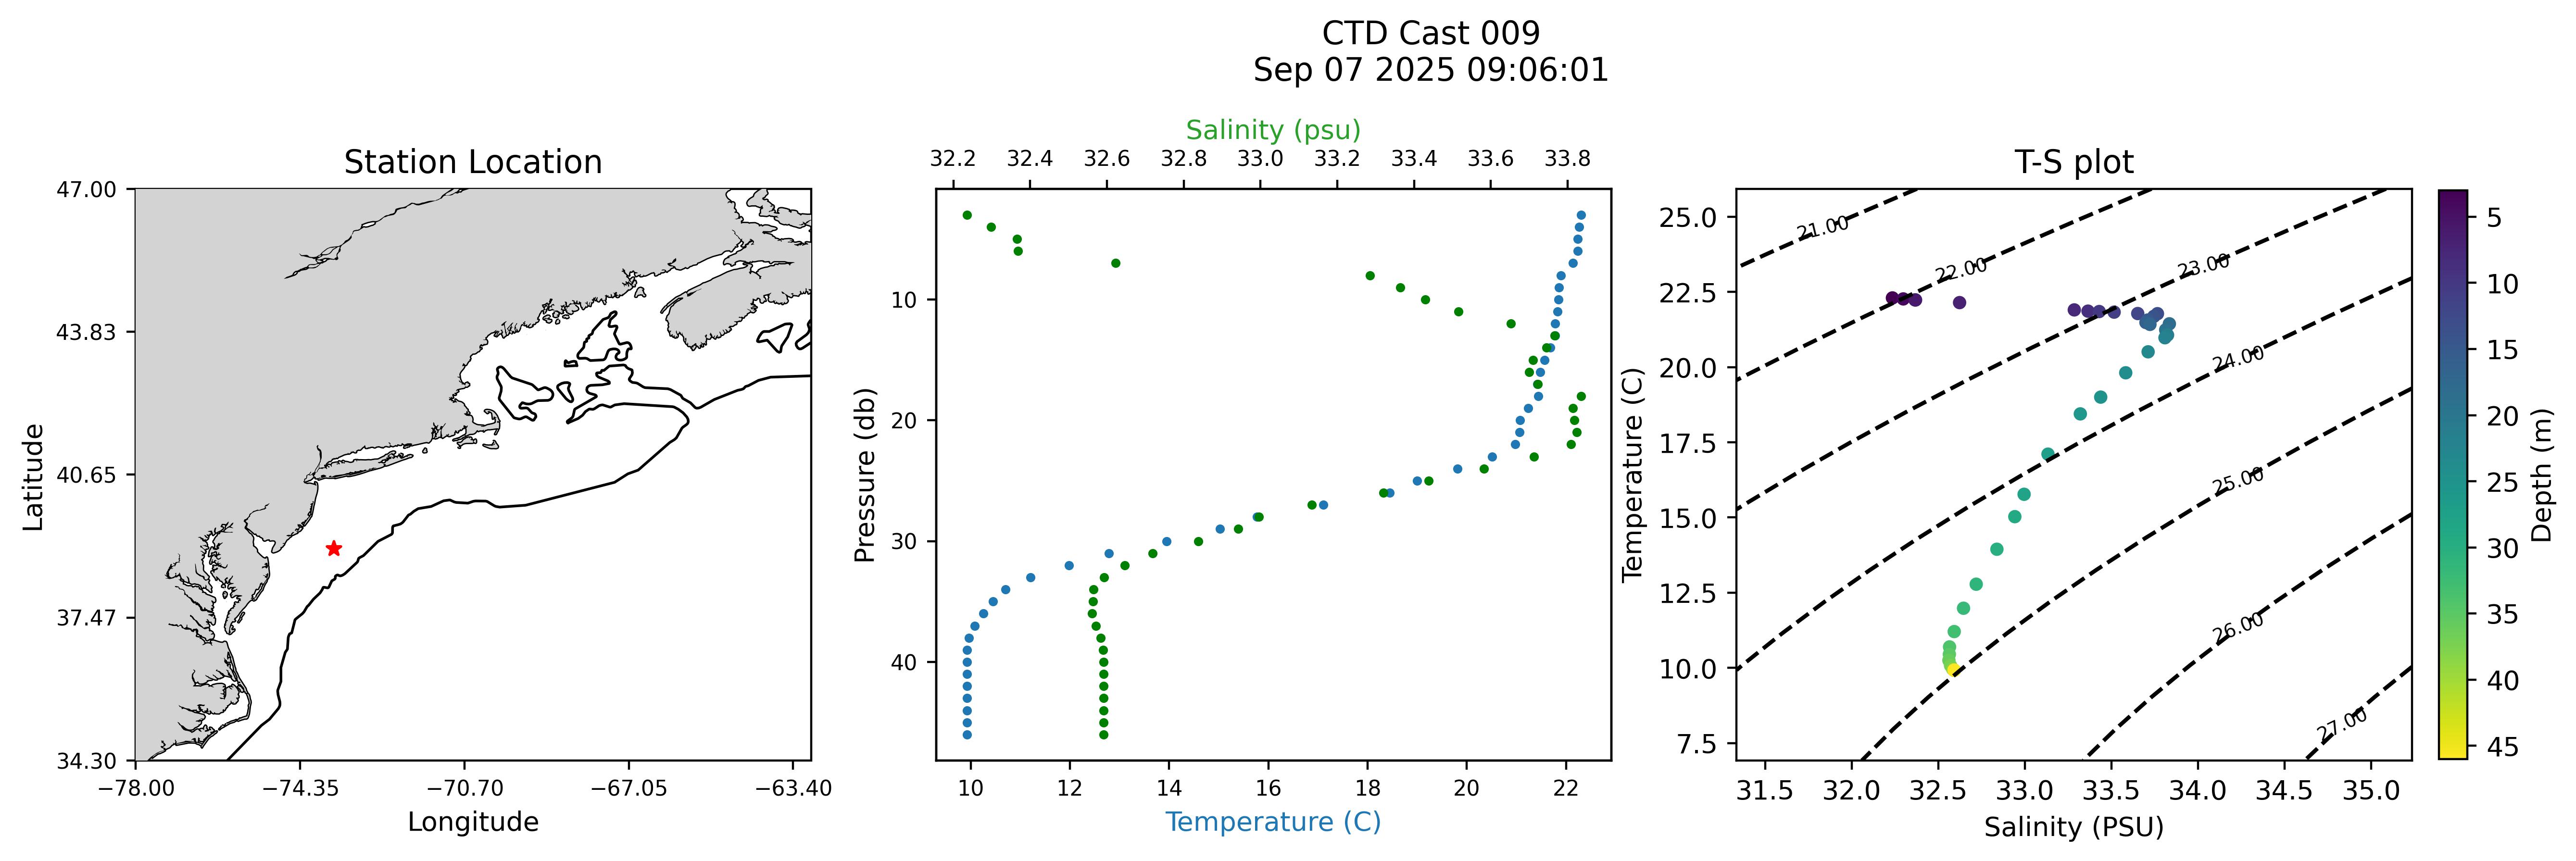 CTD Cast 009
Sep 07 2025 09:06:01
Station Location
47.00
43.83
40.65
37.47
34.30
Latitude
−78.00 −74.35 −70.70 −67.05 −63.40
Longitude
Salinity (psu)
32.2 32.4 32.6 32.8 33.0 33.2 33.4 33.6 33.8
10
20
30
40
Pressure (db)
10 12 14 16 18 20 22
Temperature (C)
T-S plot
25.0
22.5
20.0
17.5
15.0
12.5
10.0
7.5
Temperature (C)
21.00
22.00
23.00
24.00
25.00
26.00
27.00
31.5 32.0 32.5 33.0 33.5 34.0 34.5 35.0
Salinity (PSU)
5
10
15
20
25
30
35
40
45
Depth (m)